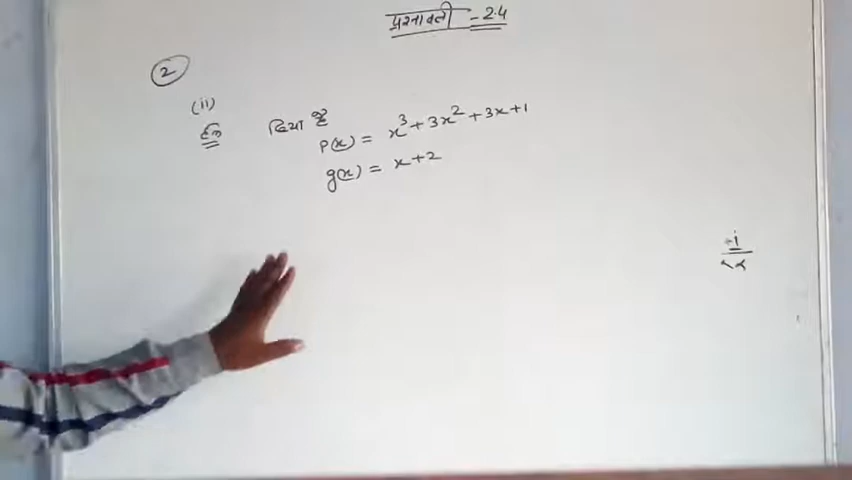 प्रश्नावली - 2.4
2
(ii)
हल दिया है
P(x) = x³ + 3x² + 3x + 1
g(x) = x + 2